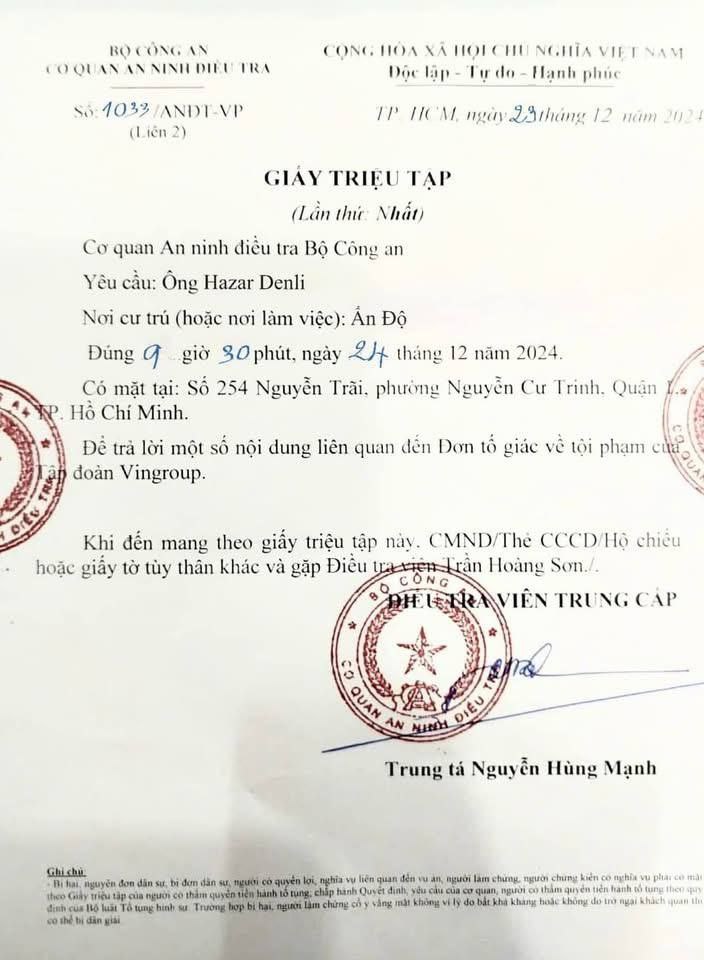 BỘ CÔNG AN
CƠ QUAN AN NINH ĐIỀU TRA
CỘNG HÒA XÃ HỘI CHỦ NGHĨA VIỆT NAM
Độc lập - Tự do - Hạnh phúc
Số: 1033/ANĐT-VP
(Liên 2)
TP. HCM, ngày 23 tháng 12 năm 2024
GIẤY TRIỆU TẬP
(Lần thứ: Nhất)
Cơ quan An ninh điều tra Bộ Công an
Yêu cầu: Ông Hazar Denli
Nơi cư trú (hoặc nơi làm việc): Ấn Độ
Đúng 9 giờ 30 phút, ngày 24 tháng 12 năm 2024.
Có mặt tại: Số 254 Nguyễn Trãi, phường Nguyễn Cư Trinh, Quận 1,
TP. Hồ Chí Minh.
Để trả lời một số nội dung liên quan đến Đơn tố giác về tội phạm của
Tập đoàn Vingroup.
Khi đến mang theo giấy triệu tập này, CMND/Thẻ CCCD/Hộ chiếu
hoặc giấy tờ tùy thân khác và gặp Điều tra viên Trần Hoàng Sơn./.
ĐIỀU TRA VIÊN TRUNG CẤP
BỘ CÔNG AN
CƠ QUAN AN NINH ĐIỀU TRA
Trung tá Nguyễn Hùng Mạnh
Ghi chú:
- Bị hại, nguyên đơn dân sự, bị đơn dân sự, người có quyền lợi, nghĩa vụ liên quan đến vụ án, người làm chứng, người chứng kiến có nghĩa vụ phải có mặt
theo Giấy triệu tập của người có thẩm quyền tiến hành tố tụng, chấp hành Quyết định, yêu cầu của cơ quan, người có thẩm quyền tiến hành tố tụng theo quy
định của Bộ luật Tố tụng hình sự. Trường hợp bị hại, người làm chứng cố ý vắng mặt không vì lý do bất khả kháng hoặc không do trở ngại khách quan thì
có thể bị dẫn giải.